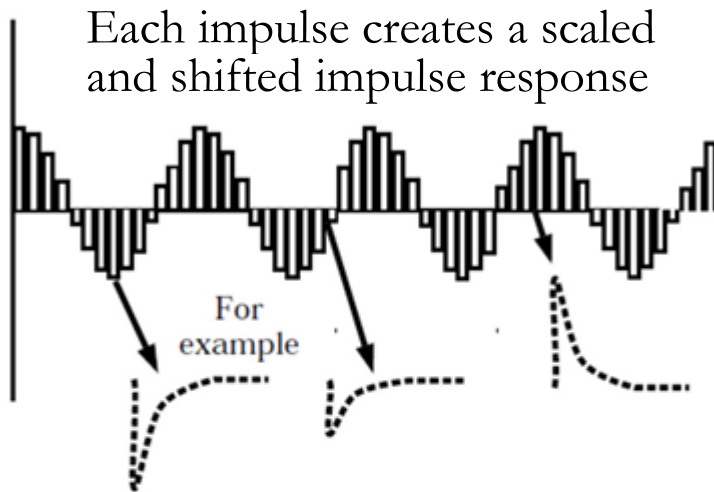 Each impulse creates a scaled
and shifted impulse response
For
example